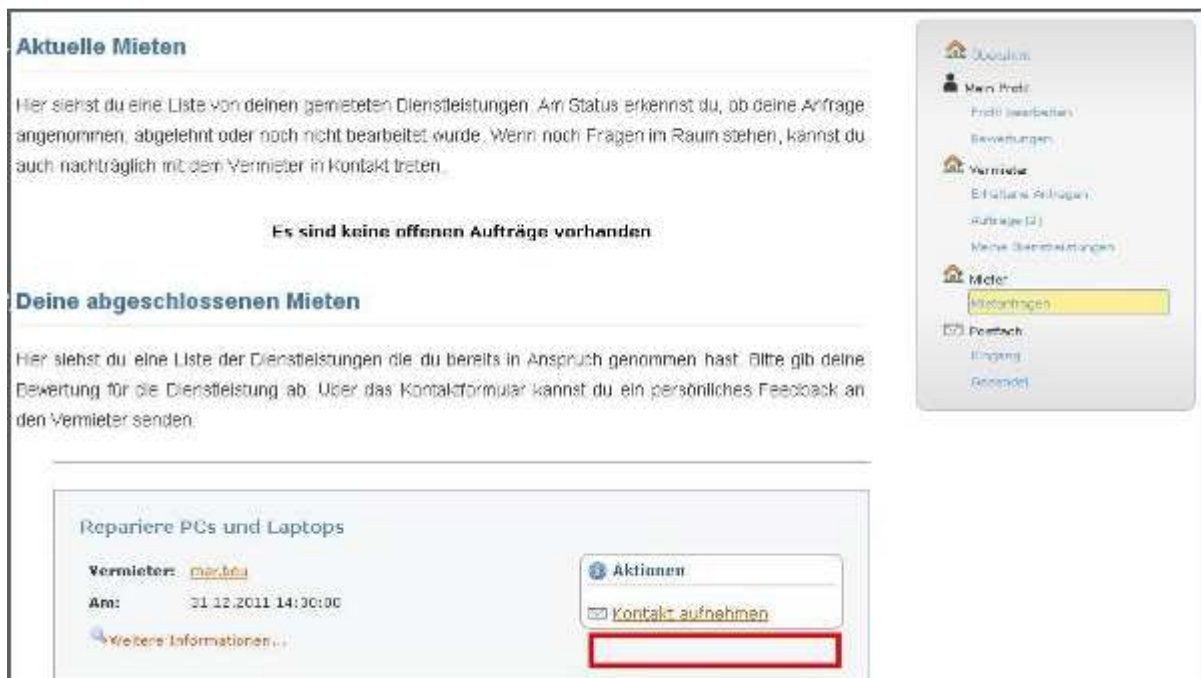 Aktuelle Mieten
Hier siehst du eine Liste von deinen gemieteten Dienstleistungen. Am Status erkennst du, ob deine Anfrage
angenommen, abgelehnt oder noch nicht bearbeitet wurde. Wenn noch Fragen im Raum stehen, kannst du
auch nachträglich mit dem Vermieter in Kontakt treten.
Es sind keine offenen Aufträge vorhanden
Deine abgeschlossenen Mieten
Hier siehst du eine Liste der Dienstleistungen die du bereits in Anspruch genommen hast. Bitte gib deine
Bewertung für die Dienstleistung ab. Über das Kontaktformular kannst du ein persönliches Feedback an
den Vermieter senden.
Repariere PCs und Laptops
Vermieter:
Am: 31.12.2011 14:30:00
Weitere Informationen...
Aktionen
Kontakt aufnehmen
Übersicht
Mein Profil
Profil bearbeiten
Bewertungen
Vermieter
Erhaltene Anfragen
Aufträge (2)
Meine Dienstleistungen
Mieter
Mietanfragen
Postfach
Eingang
Gesendet